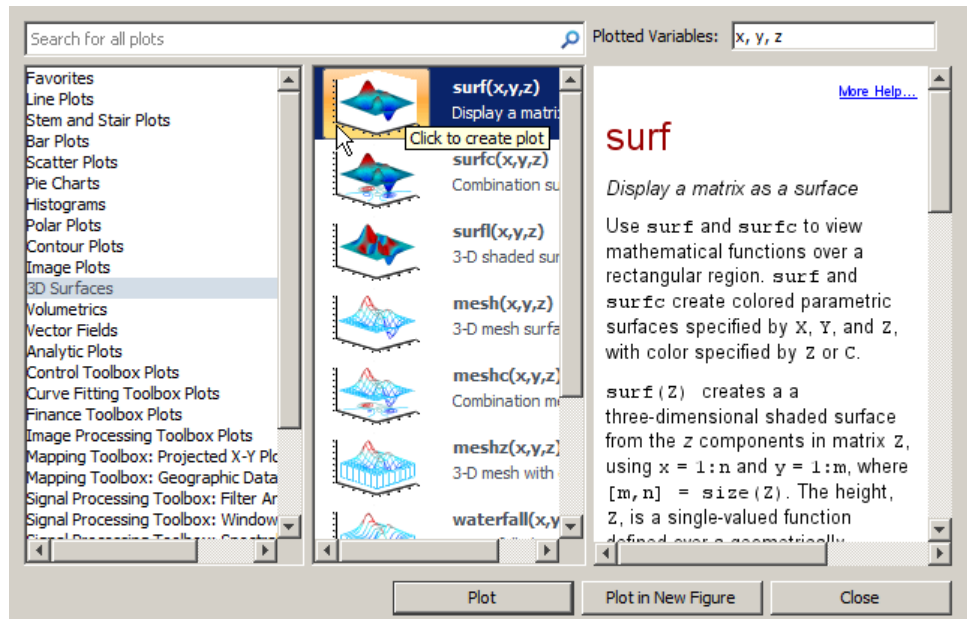 Search for all plots
Plotted Variables: x, y, z
Favorites
Line Plots
Stem and Stair Plots
Bar Plots
Scatter Plots
Pie Charts
Histograms
Polar Plots
Contour Plots
Image Plots
3D Surfaces
Volumetrics
Vector Fields
Analytic Plots
Control Toolbox Plots
Curve Fitting Toolbox Plots
Finance Toolbox Plots
Image Processing Toolbox Plots
Mapping Toolbox: Projected X-Y Plc
Mapping Toolbox: Geographic Data
Signal Processing Toolbox: Filter Ar
Signal Processing Toolbox: Window
surf(x,y,z)
Display a matri
Click to create plot
surfc(x,y,z)
Combination su
surfl(x,y,z)
3-D shaded sur
mesh(x,y,z)
3-D mesh surfa
meshc(x,y,z)
Combination me
meshz(x,y,z)
3-D mesh with
waterfall(x,y
More Help...
surf
Display a matrix as a surface
Use surf and surfc to view
mathematical functions over a
rectangular region. surf and
surfc create colored parametric
surfaces specified by X, Y, and Z,
with color specified by Z or C.
surf(Z) creates a a
three-dimensional shaded surface
from the z components in matrix Z,
using x = 1:n and y = 1:m, where
[m,n] = size(Z). The height,
Z, is a single-valued function
defined over a geometrically
Plot
Plot in New Figure
Close